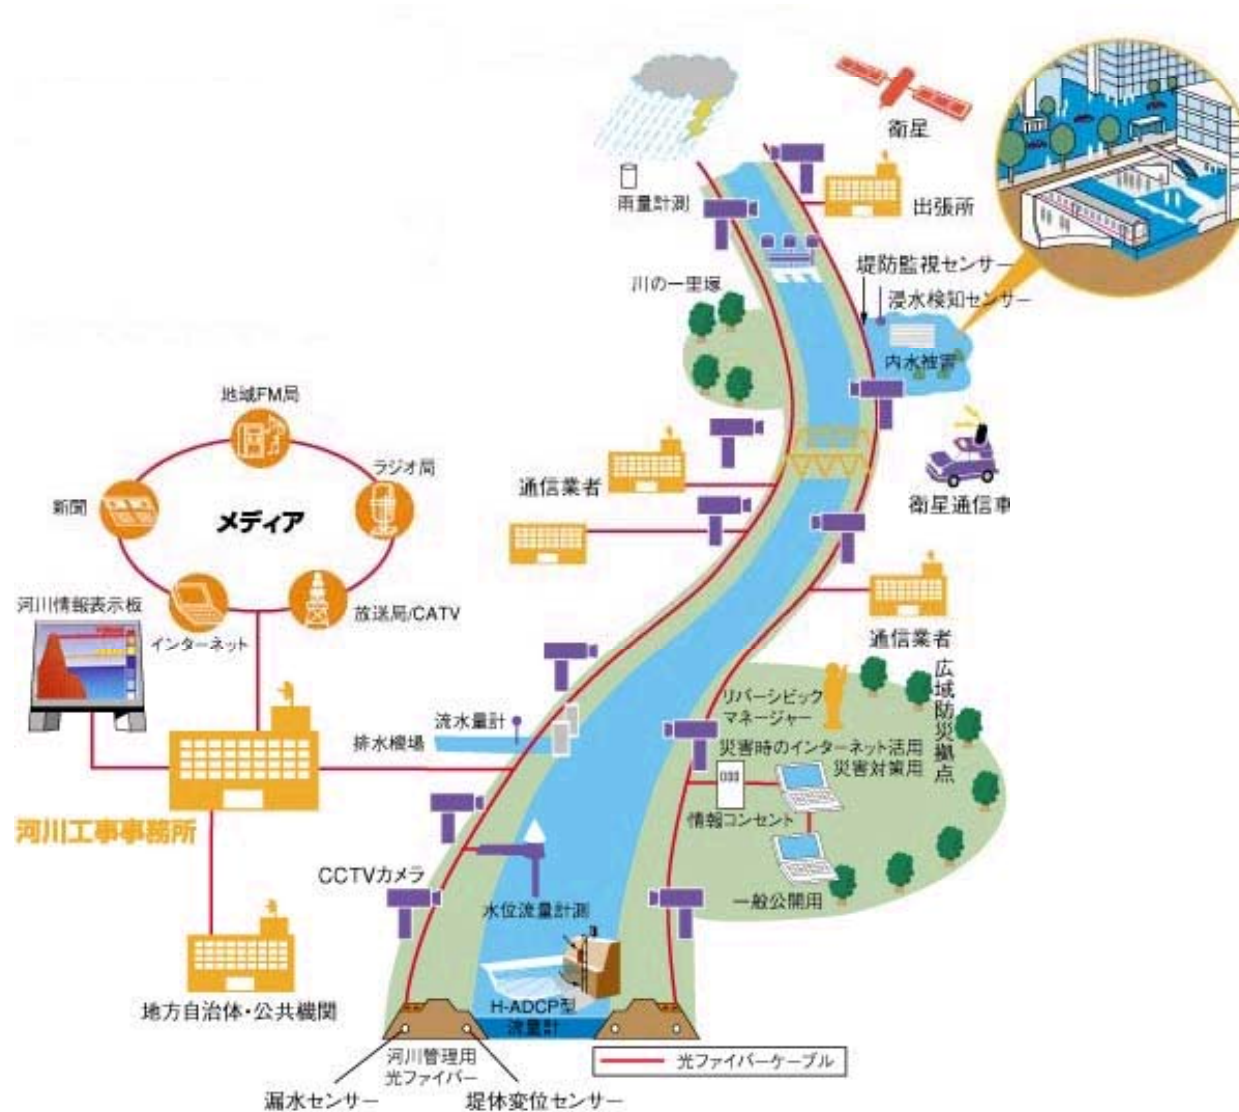 衛星
雨量計測
出張所
堤防監視センサー
川の一里塚
浸水検知センサー
内水被害
地域FM局
ラジオ局
新聞
メディア
通信業者
衛星通信車
河川情報表示板
インターネット
放送局/CATV
通信業者
広域防災拠点
リバーシビック
マネージャー
流水量計
排水機場
災害時のインターネット活用
災害対策用
情報コンセント
河川工事事務所
CCTVカメラ
水位流量計測
一般公開用
地方自治体・公共機関
H-ADCP型
流量計
河川管理用
光ファイバー
光ファイバーケーブル
漏水センサー
堤体変位センサー